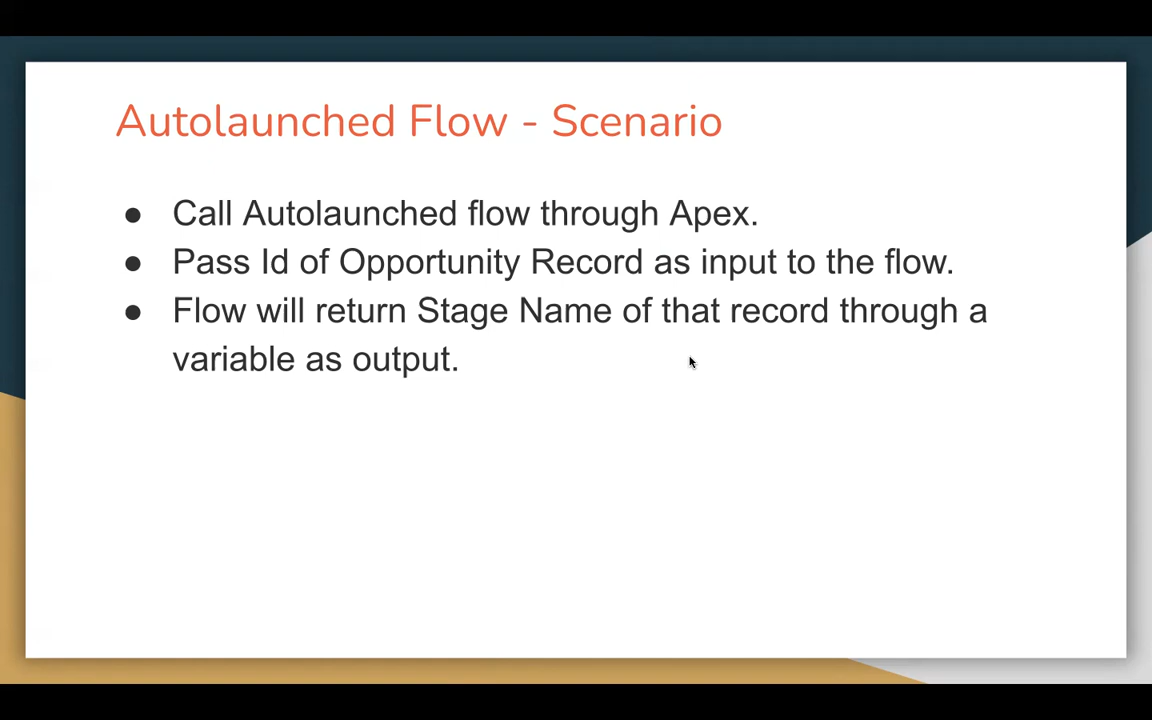 Autolaunched Flow - Scenario
● Call Autolaunched flow through Apex.
● Pass Id of Opportunity Record as input to the flow.
● Flow will return Stage Name of that record through a
variable as output.